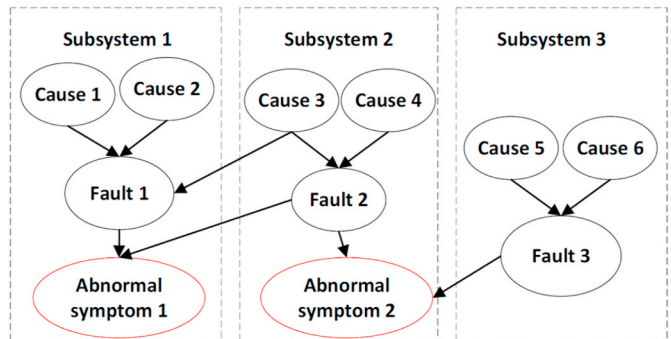 Subsystem 1
Subsystem 2
Subsystem 3
Cause 1
Cause 2
Cause 3
Cause 4
Cause 5
Cause 6
Fault 1
Fault 2
Fault 3
Abnormal
symptom 1
Abnormal
symptom 2